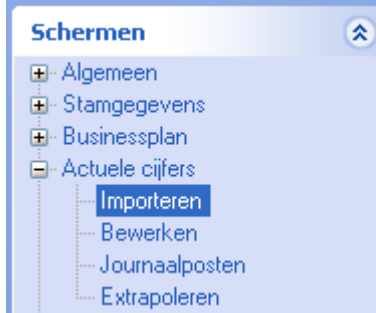 Schermen
Algemeen
Stamgegevens
Businessplan
Actuele cijfers
Importeren
Bewerken
Journaalposten
Extrapoleren